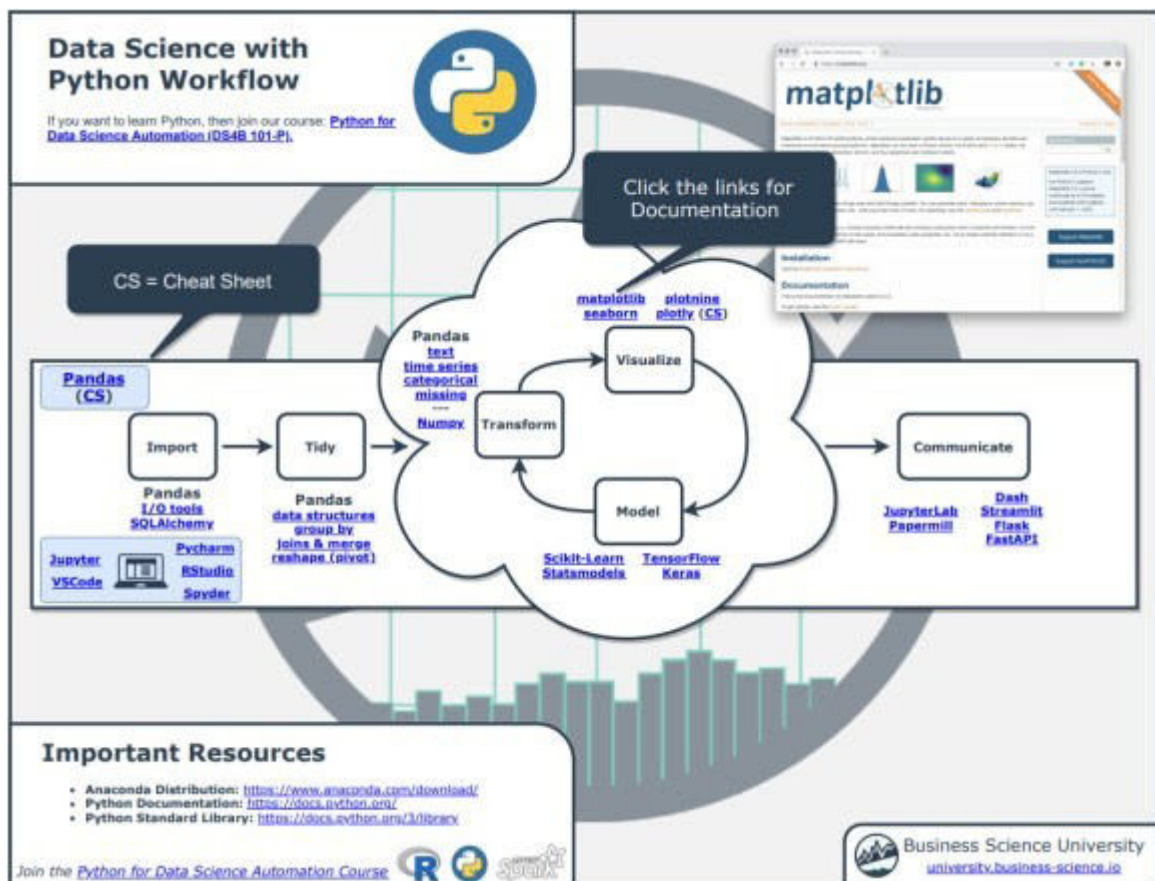 Data Science with
Python Workflow
If you want to learn Python, then join our course: Python for
Data Science Automation (DS4B 101-P).
matplotlib
Installation
Documentation
Click the links for
Documentation
CS = Cheat Sheet
matplotlib plotnine
seaborn plotly (CS)
Visualize
Pandas
text
time series
categorical
missing
---
Numpy
Transform
Model
Scikit-Learn TensorFlow
Statsmodels Keras
Pandas
(CS)
Import
Pandas
I/O tools
SQLAlchemy
Tidy
Pandas
data structures
group by
joins & merge
reshape (pivot)
Jupyter
VSCode
Pycharm
RStudio
Spyder
Communicate
JupyterLab
Papermill
Dash
Streamlit
Flask
FastAPI
Important Resources
• Anaconda Distribution: https://www.anaconda.com/download/
• Python Documentation: https://docs.python.org/
• Python Standard Library: https://docs.python.org/3/library
Join the Python for Data Science Automation Course
R
Spark
Business Science University
university.business-science.io